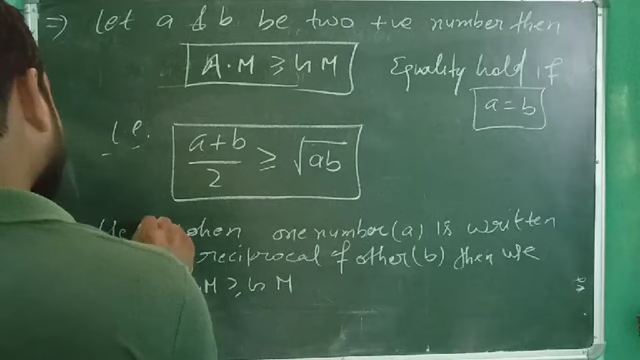 ⇒ Let a & b be two +ve number then
A.M ≥ G M
Equality hold if
a = b
i.e.
(a+b)/2 ≥ √ab
when one number (a) is written
reciprocal of other (b) then we
M ≥ G M